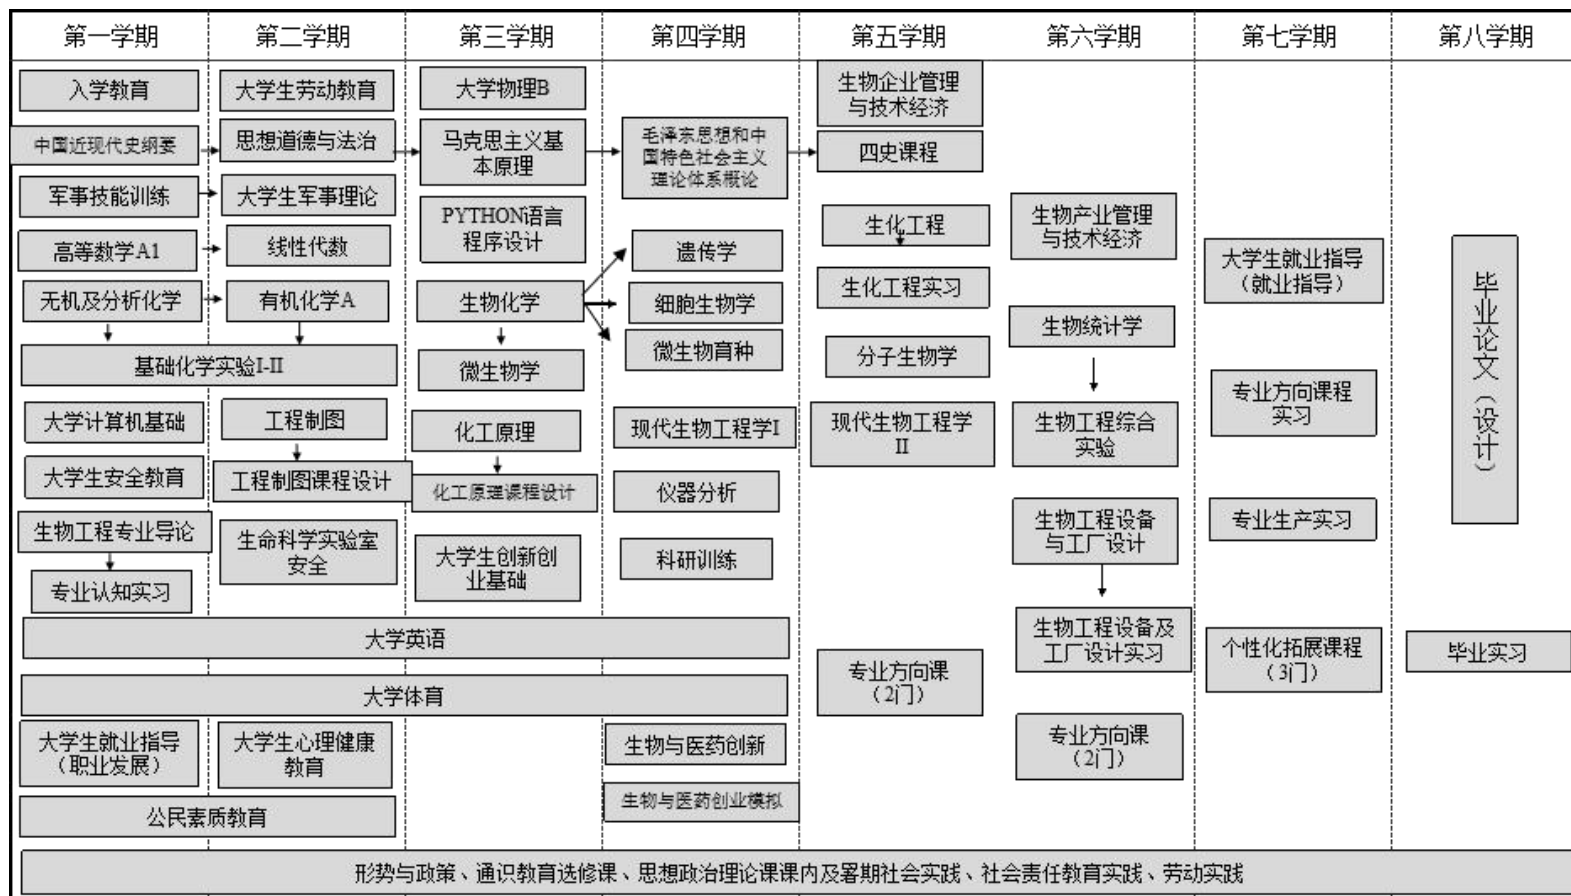 第一学期
第二学期
第三学期
第四学期
第五学期
第六学期
第七学期
第八学期
入学教育
中国近现代史纲要
军事技能训练
高等数学A1
无机及分析化学
基础化学实验I-II
大学计算机基础
大学生安全教育
生物工程专业导论
专业认知实习
大学英语
大学体育
大学生就业指导
（职业发展）
公民素质教育
大学生劳动教育
思想道德与法治
大学生军事理论
线性代数
有机化学A
工程制图
工程制图课程设计
生命科学实验室
安全
大学生心理健康
教育
大学物理B
马克思主义基
本原理
PYTHON语言
程序设计
生物化学
微生物学
化工原理
化工原理课程设计
大学生创新创
业基础
毛泽东思想和中
国特色社会主义
理论体系概论
遗传学
细胞生物学
微生物育种
现代生物工程学I
仪器分析
科研训练
生物与医药创新
生物与医药创业模拟
生物企业管理
与技术经济
四史课程
生化工程
生化工程实习
分子生物学
现代生物工程学
II
专业方向课
（2门）
生物产业管理
与技术经济
生物统计学
生物工程综合
实验
生物工程设备
与工厂设计
生物工程设备及
工厂设计实习
专业方向课
（2门）
大学生就业指导
（就业指导）
专业方向课程
实习
专业生产实习
个性化拓展课程
（3门）
毕业论文（设计）
毕业实习
形势与政策、通识教育选修课、思想政治理论课课内及暑期社会实践、社会责任教育实践、劳动实践